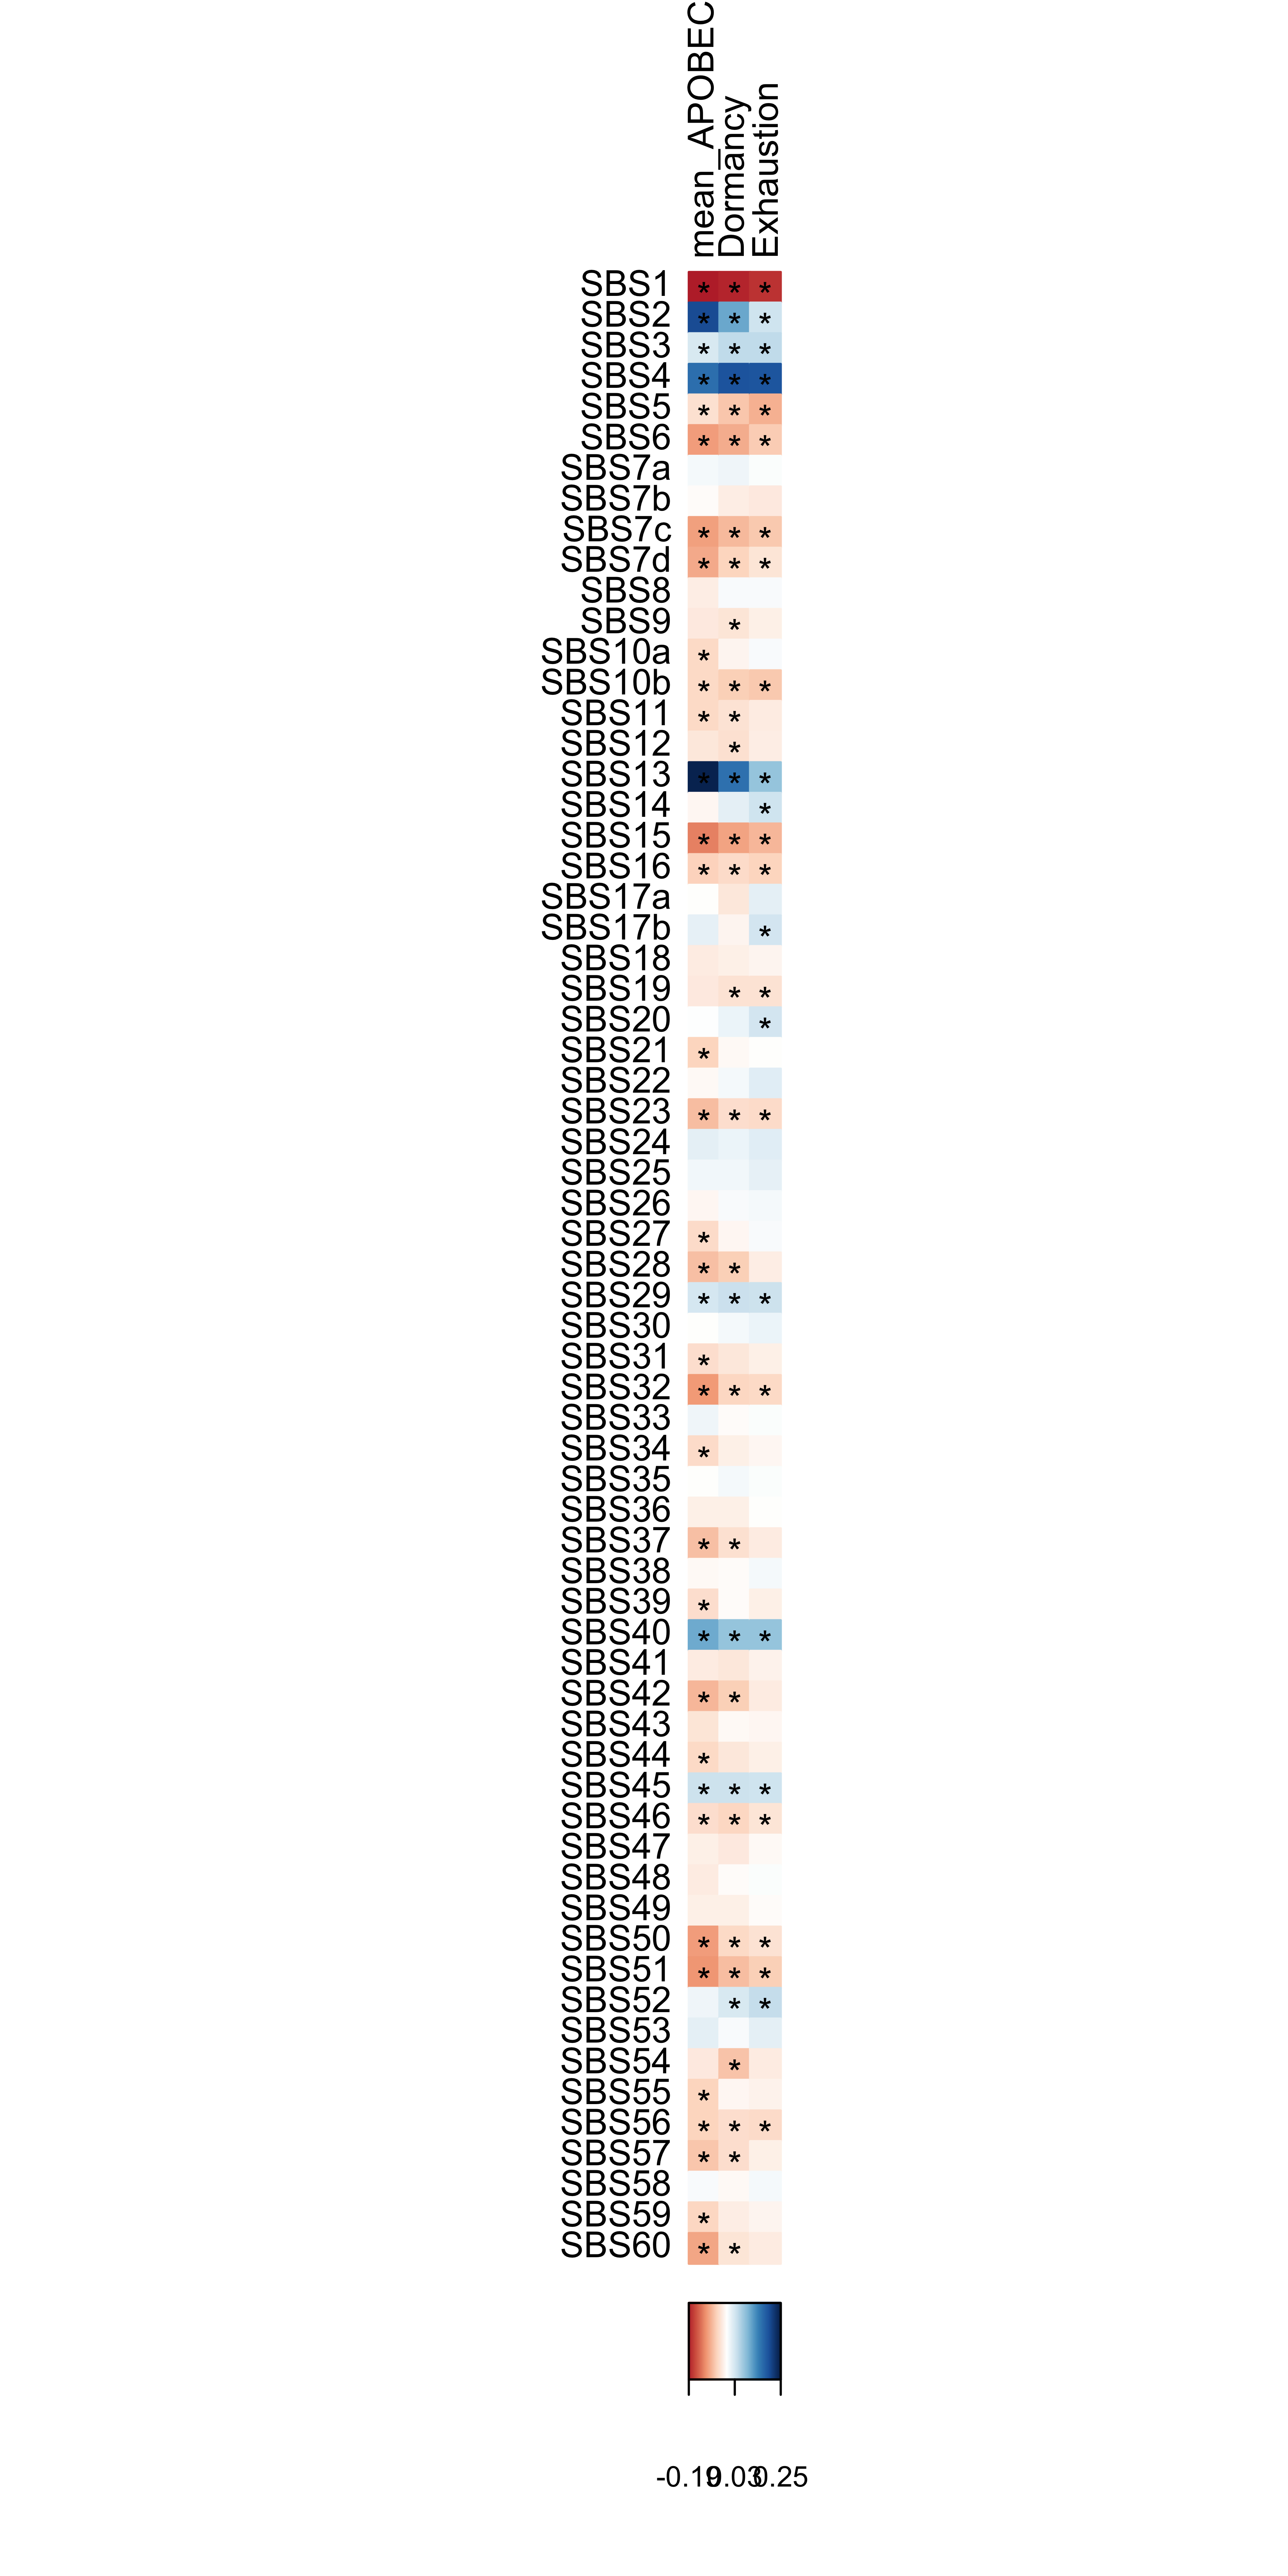 mean_APOBEC
Dormancy
Exhaustion
SBS1 * * *
SBS2 * * *
SBS3 * * *
SBS4 * * *
SBS5 * * *
SBS6 * * *
SBS7a
SBS7b
SBS7c * * *
SBS7d * * *
SBS8
SBS9 *
SBS10a *
SBS10b * * *
SBS11 * *
SBS12 *
SBS13 * * *
SBS14 *
SBS15 * * *
SBS16 * * *
SBS17a
SBS17b *
SBS18
SBS19 * *
SBS20 *
SBS21 *
SBS22
SBS23 * * *
SBS24
SBS25
SBS26
SBS27 *
SBS28 * *
SBS29 * * *
SBS30
SBS31 *
SBS32 * * *
SBS33
SBS34 *
SBS35
SBS36
SBS37 * *
SBS38
SBS39 *
SBS40 * * *
SBS41
SBS42 * *
SBS43
SBS44 *
SBS45 * * *
SBS46 * * *
SBS47
SBS48
SBS49
SBS50 * * *
SBS51 * * *
SBS52 * *
SBS53
SBS54 *
SBS55 *
SBS56 * * *
SBS57 * *
SBS58
SBS59 *
SBS60 * *
-0.19 0.03 0.25